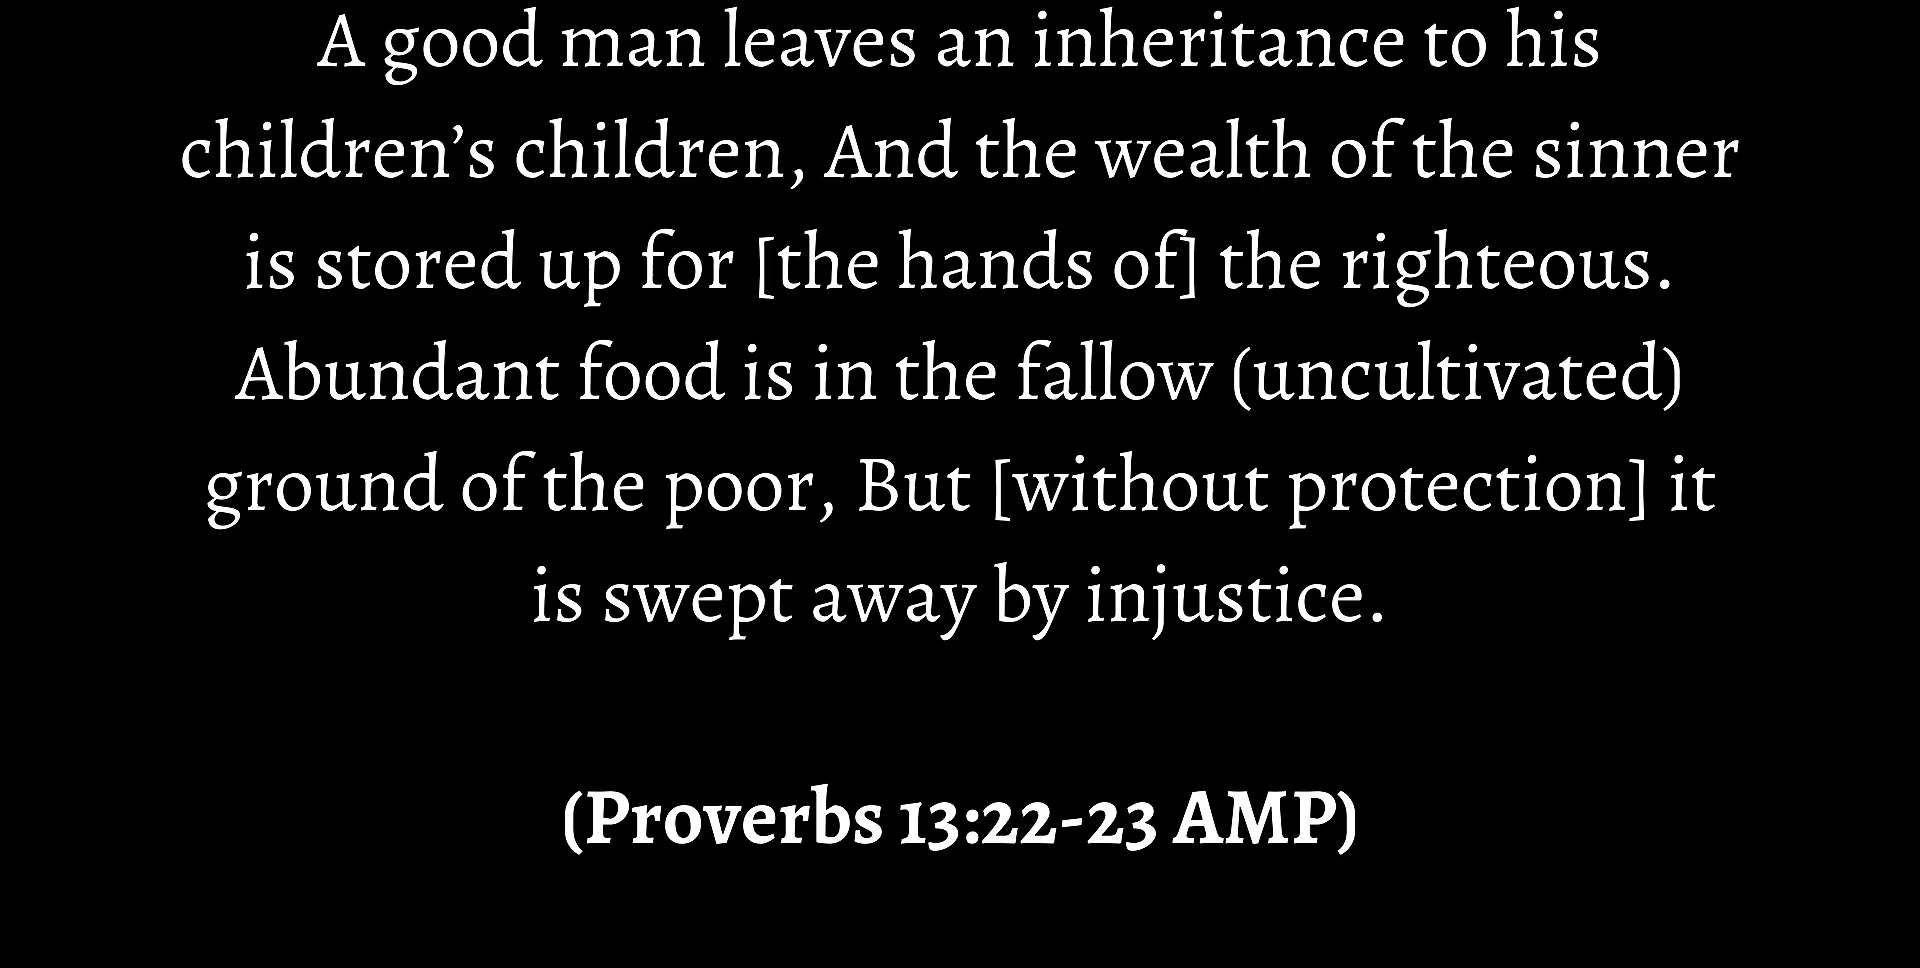 A good man leaves an inheritance to his
children’s children, And the wealth of the sinner
is stored up for [the hands of] the righteous.
Abundant food is in the fallow (uncultivated)
ground of the poor, But [without protection] it
is swept away by injustice.
(Proverbs 13:22-23 AMP)